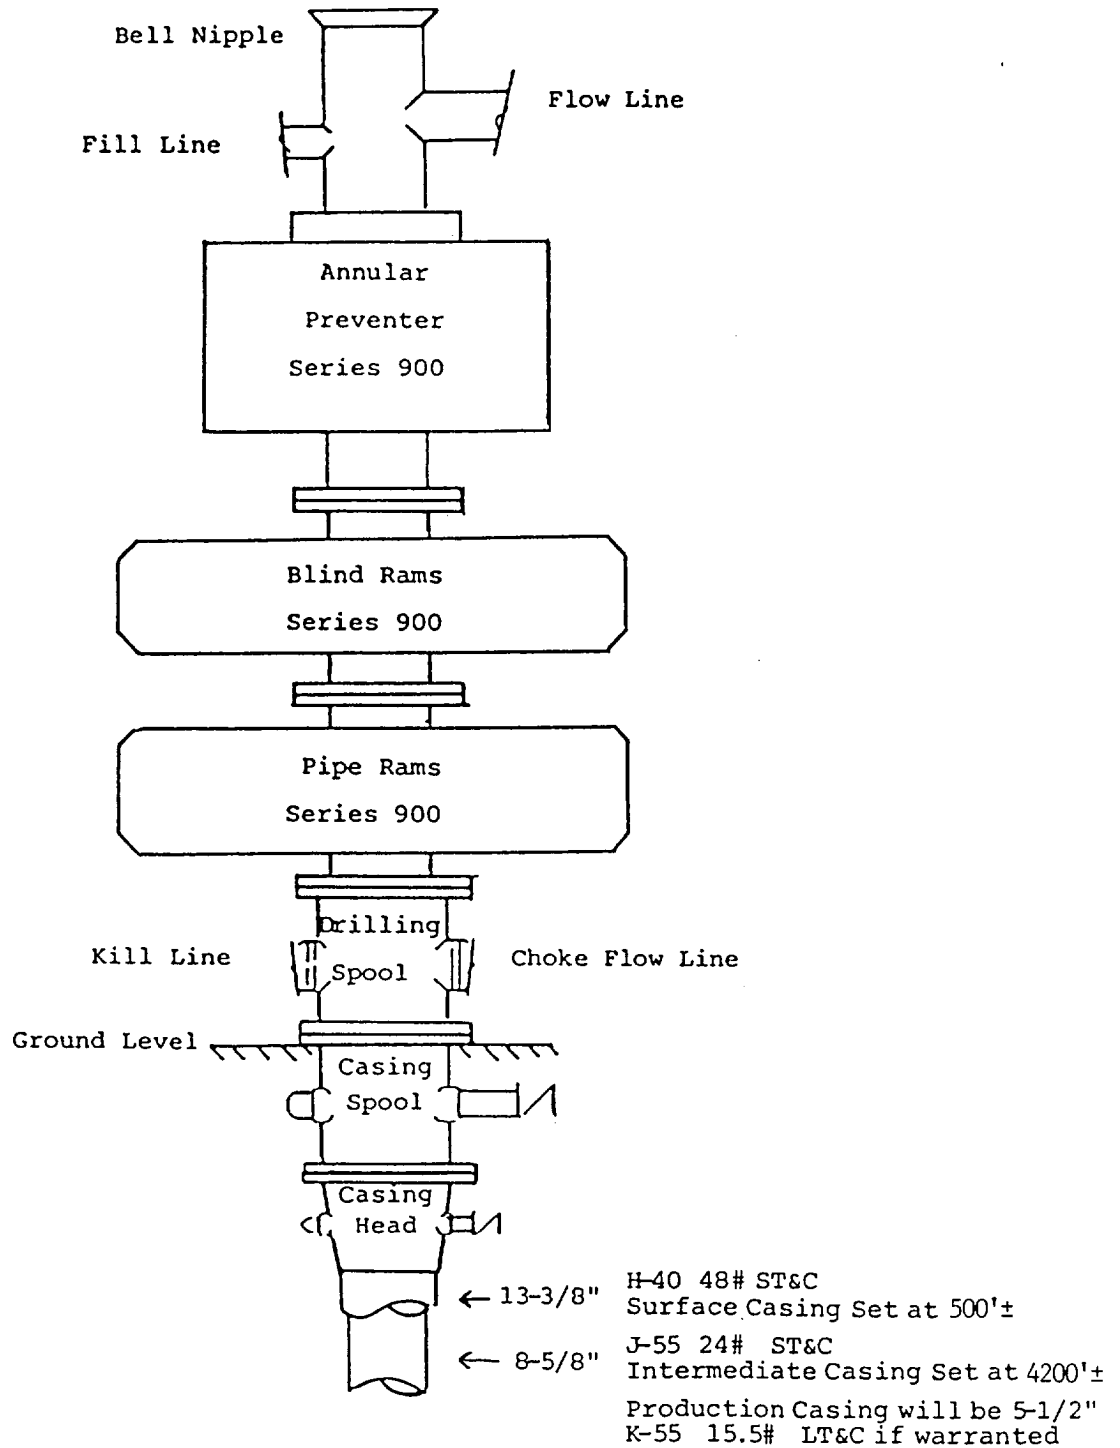 Bell Nipple
Flow Line
Fill Line
Annular
Preventer
Series 900
Blind Rams
Series 900
Pipe Rams
Series 900
Drilling
Spool
Kill Line
Choke Flow Line
Ground Level
Casing
Spool
Casing
Head
13-3/8" H-40 48# ST&C
Surface Casing Set at 500'±
8-5/8" J-55 24# ST&C
Intermediate Casing Set at 4200'±
Production Casing will be 5-1/2"
K-55 15.5# LT&C if warranted